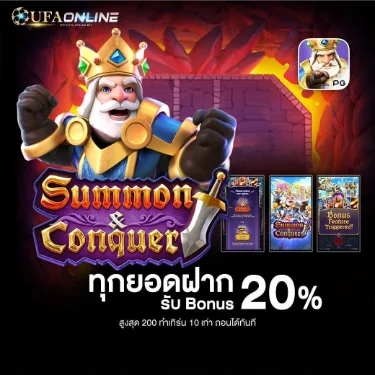 UFAONLINE
PG
Summon
&
Conquer
Summon
& Conquer
Bonus
Feature
Triggered!
ทุกยอดฝาก
รับ Bonus 20%
สูงสุด 200 ทำเทิร์น 10 เท่า ถอนได้ทันที